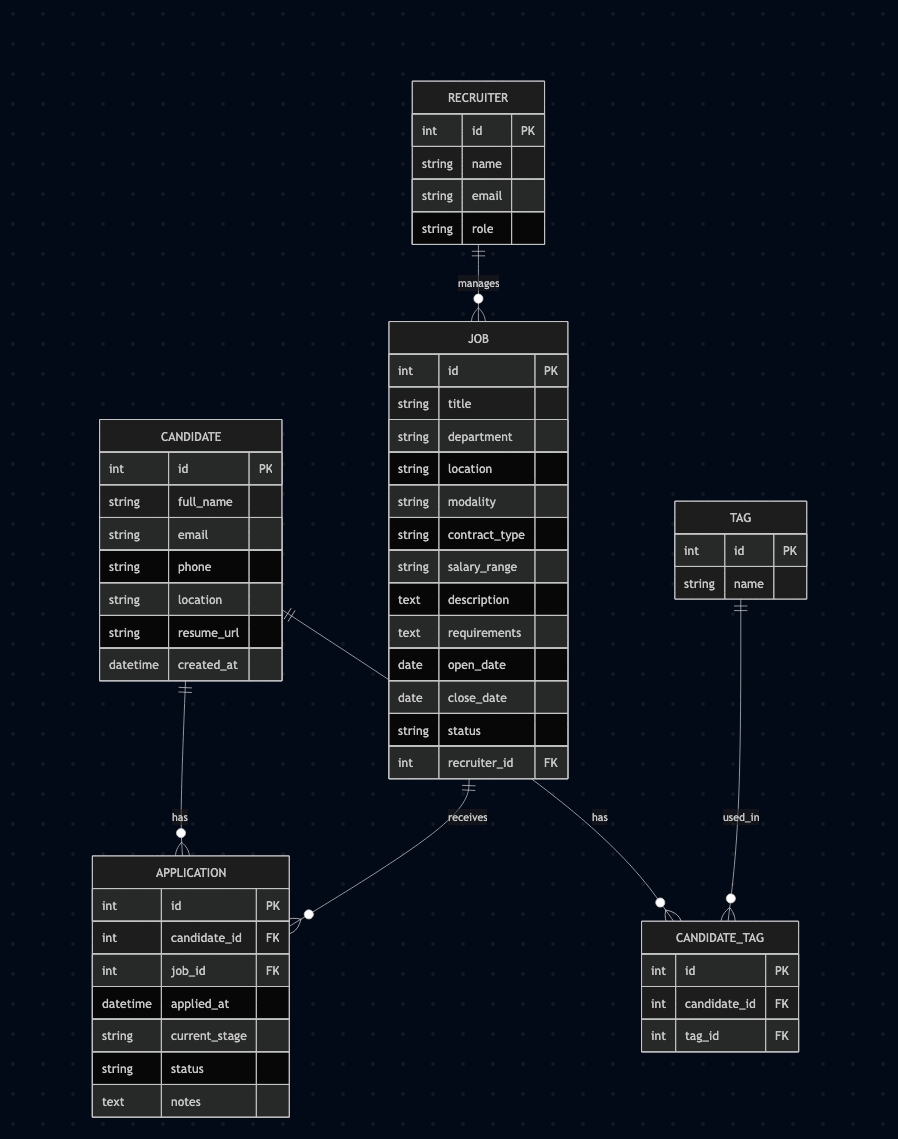 RECRUITER
int id PK
string name
string email
string role
manages
JOB
int id PK
string title
string department
string location
string modality
string contract_type
string salary_range
text description
text requirements
date open_date
date close_date
string status
int recruiter_id FK
CANDIDATE
int id PK
string full_name
string email
string phone
string location
string resume_url
datetime created_at
TAG
int id PK
string name
has
receives
has
used_in
APPLICATION
int id PK
int candidate_id FK
int job_id FK
datetime applied_at
string current_stage
string status
text notes
CANDIDATE_TAG
int id PK
int candidate_id FK
int tag_id FK